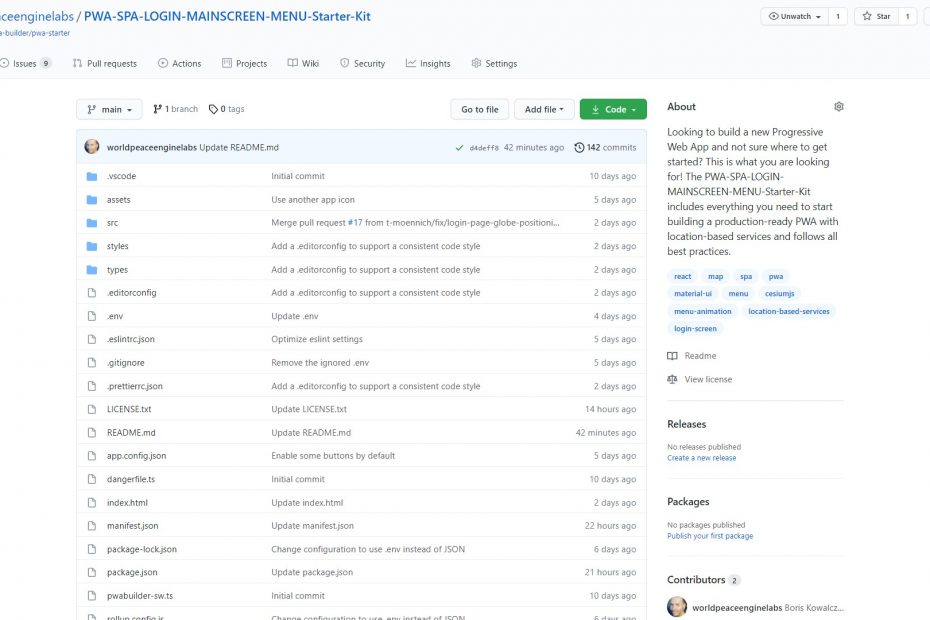 aceenginelabs / PWA-SPA-LOGIN-MAINSCREEN-MENU-Starter-Kit
a-builder/pwa-starter
Unwatch 1 Star 1
Issues 9 Pull requests Actions Projects Wiki Security Insights Settings
main 1 branch 0 tags Go to file Add file Code
worldpeaceenginelabs Update README.md d4deff8 42 minutes ago 142 commits
.vscode Initial commit 10 days ago
assets Use another app icon 5 days ago
src Merge pull request #17 from t-moennich/fix/login-page-globe-positioni... 2 days ago
styles Add a .editorconfig to support a consistent code style 2 days ago
types Add a .editorconfig to support a consistent code style 2 days ago
.editorconfig Add a .editorconfig to support a consistent code style 2 days ago
.env Update .env 4 days ago
.eslintrc.json Optimize eslint settings 5 days ago
.gitignore Remove the ignored .env 5 days ago
.prettierrc.json Add a .editorconfig to support a consistent code style 2 days ago
LICENSE.txt Update LICENSE.txt 14 hours ago
README.md Update README.md 42 minutes ago
app.config.json Enable some buttons by default 5 days ago
dangerfile.ts Initial commit 10 days ago
index.html Update index.html 2 days ago
manifest.json Update manifest.json 22 hours ago
package-lock.json Change configuration to use .env instead of JSON 6 days ago
package.json Update package.json 21 hours ago
pwabuilder-sw.ts Initial commit 10 days ago
rollup.config.js Change configuration to use .env instead of JSON 6 days ago
About
Looking to build a new Progressive
Web App and not sure where to get
started? This is what you are looking
for! The PWA-SPA-LOGIN-
MAINSCREEN-MENU-Starter-Kit
includes everything you need to start
building a production-ready PWA with
location-based services and follows all
best practices.
react map spa pwa
material-ui menu cesiumjs
menu-animation location-based-services
login-screen
Readme
View license
Releases
No releases published
Create a new release
Packages
No packages published
Publish your first package
Contributors 2
worldpeaceenginelabs Boris Kowalcz...